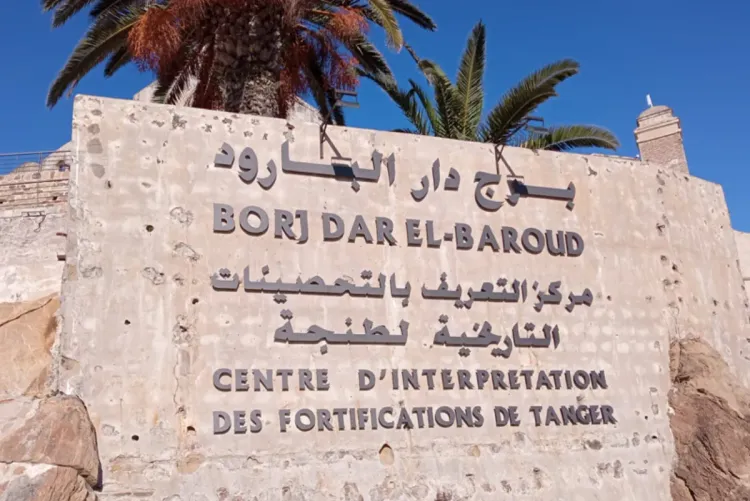 برج دار البارود
BORJ DAR EL-BAROUD
مركز التعريف بالتحصينات
التاريخية لطنجة
CENTRE D'INTERPRETATION
DES FORTIFICATIONS DE TANGER